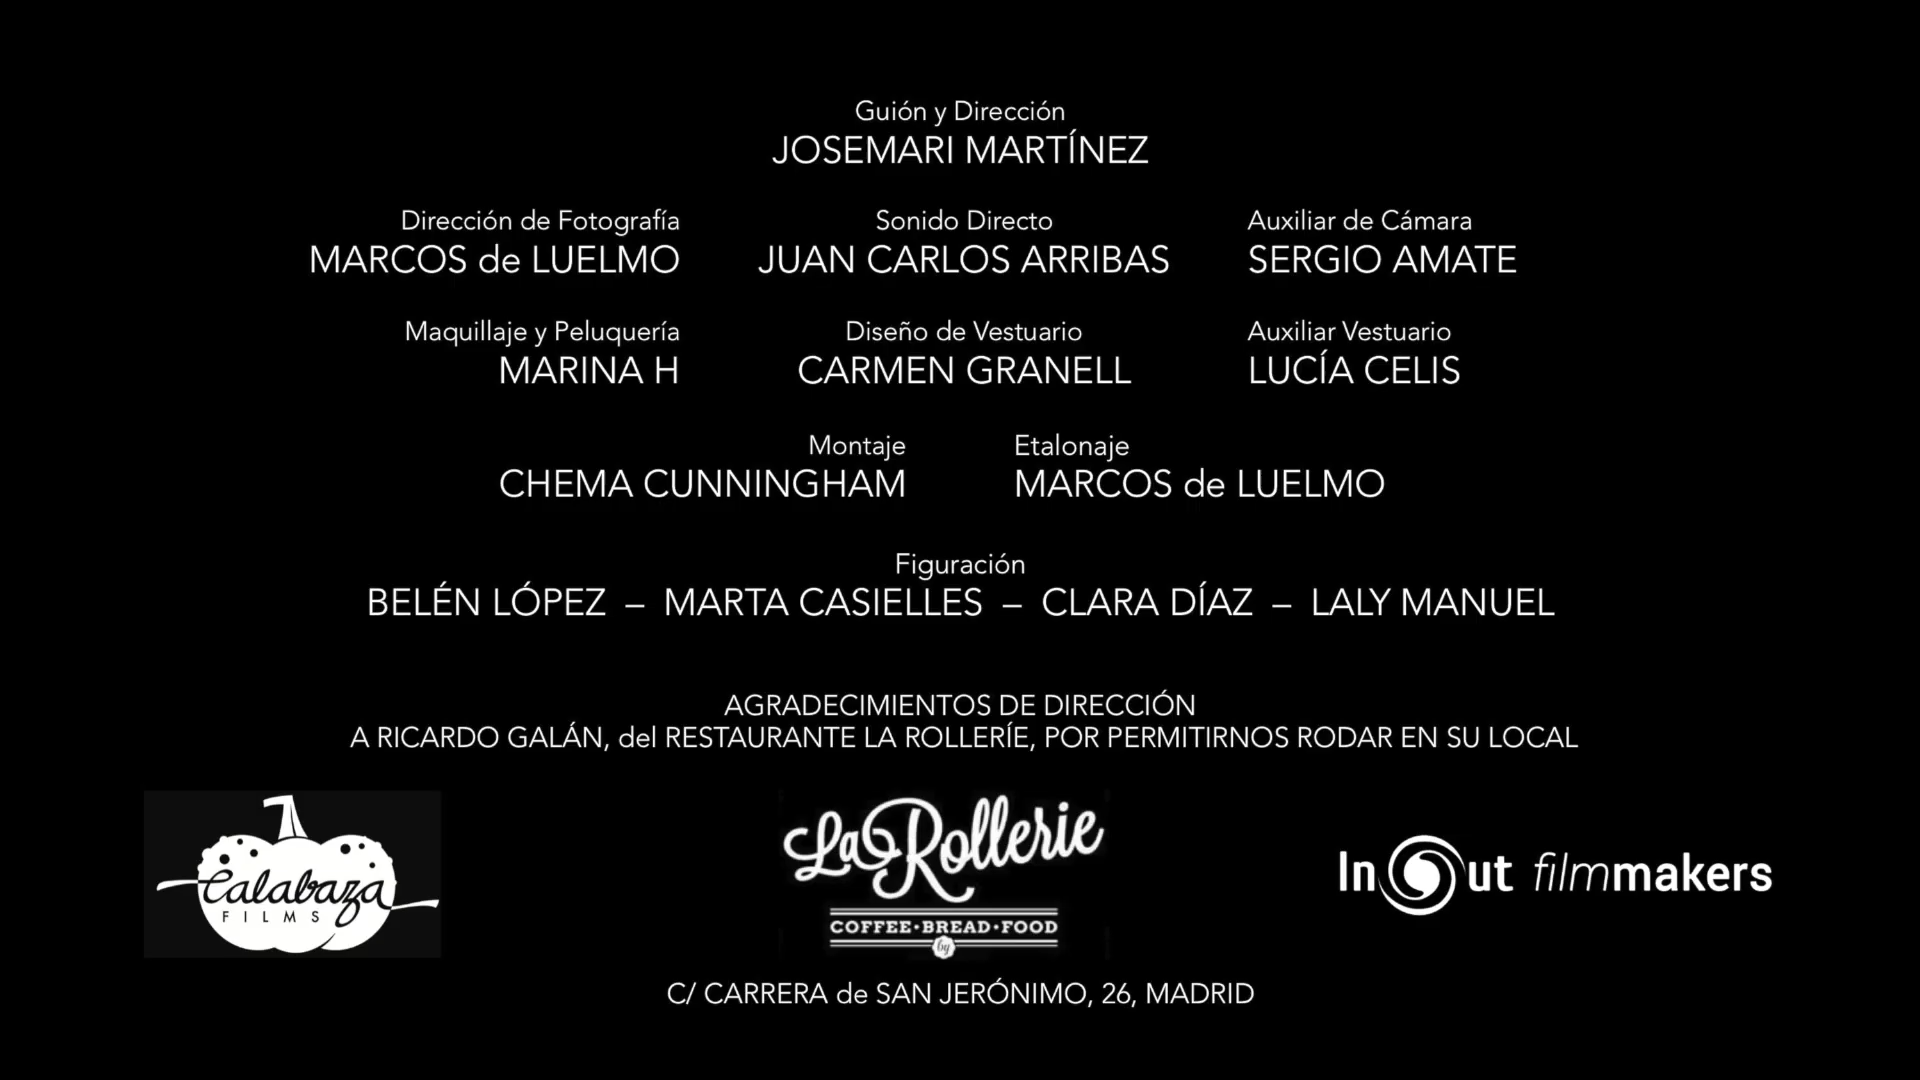 Guión y Dirección
JOSEMARI MARTÍNEZ
Dirección de Fotografía
MARCOS de LUELMO
Sonido Directo
JUAN CARLOS ARRIBAS
Auxiliar de Cámara
SERGIO AMATE
Maquillaje y Peluquería
MARINA H
Diseño de Vestuario
CARMEN GRANELL
Auxiliar Vestuario
LUCÍA CELIS
Montaje
CHEMA CUNNINGHAM
Etalonaje
MARCOS de LUELMO
Figuración
BELÉN LÓPEZ – MARTA CASIELLES – CLARA DÍAZ – LALY MANUEL
AGRADECIMIENTOS DE DIRECCIÓN
A RICARDO GALÁN, del RESTAURANTE LA ROLLERÍE, POR PERMITIRNOS RODAR EN SU LOCAL
Calabaza
FILMS
La Rollerie
COFFEE•BREAD•FOOD
by
InOut filmmakers
C/ CARRERA de SAN JERÓNIMO, 26, MADRID